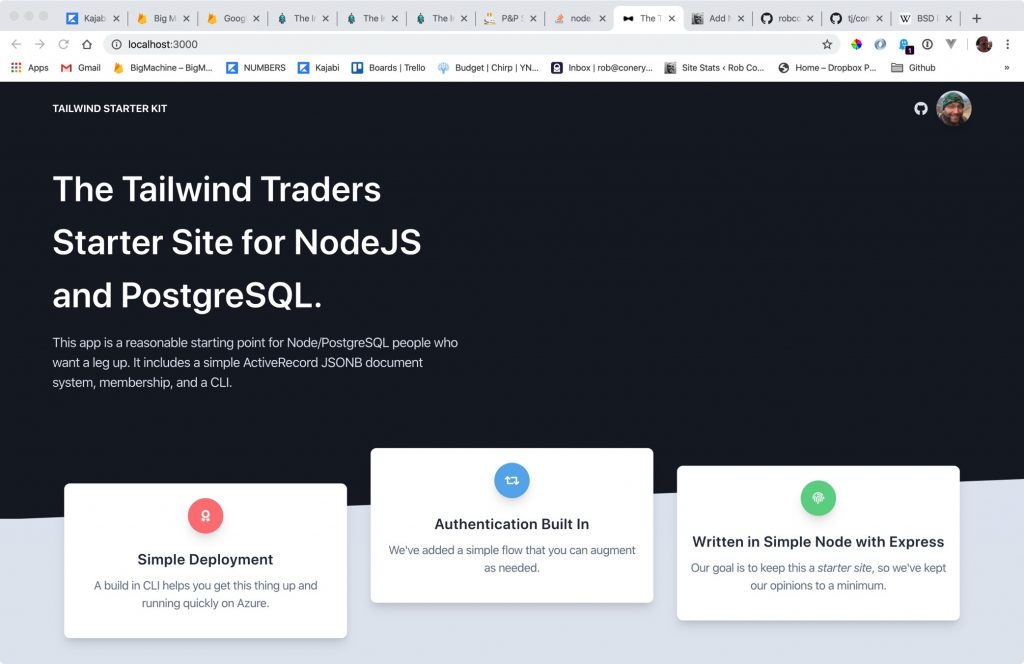 Kajab
Big M
Goog
The I
The I
The I
P&P S
node.
The T
Add N
robco
tj/con
BSD
localhost:3000
Apps
Gmail
BigMachine – BigM...
NUMBERS
Kajabi
Boards | Trello
Budget | Chirp | YN...
Inbox | rob@conery...
Site Stats ‹ Rob Co...
Home – Dropbox P...
Github
»
TAILWIND STARTER KIT
The Tailwind Traders
Starter Site for NodeJS
and PostgreSQL.
This app is a reasonable starting point for Node/PostgreSQL people who
want a leg up. It includes a simple ActiveRecord JSONB document
system, membership, and a CLI.
Simple Deployment
A build in CLI helps you get this thing up and
running quickly on Azure.
Authentication Built In
We've added a simple flow that you can augment
as needed.
Written in Simple Node with Express
Our goal is to keep this a starter site, so we've kept
our opinions to a minimum.